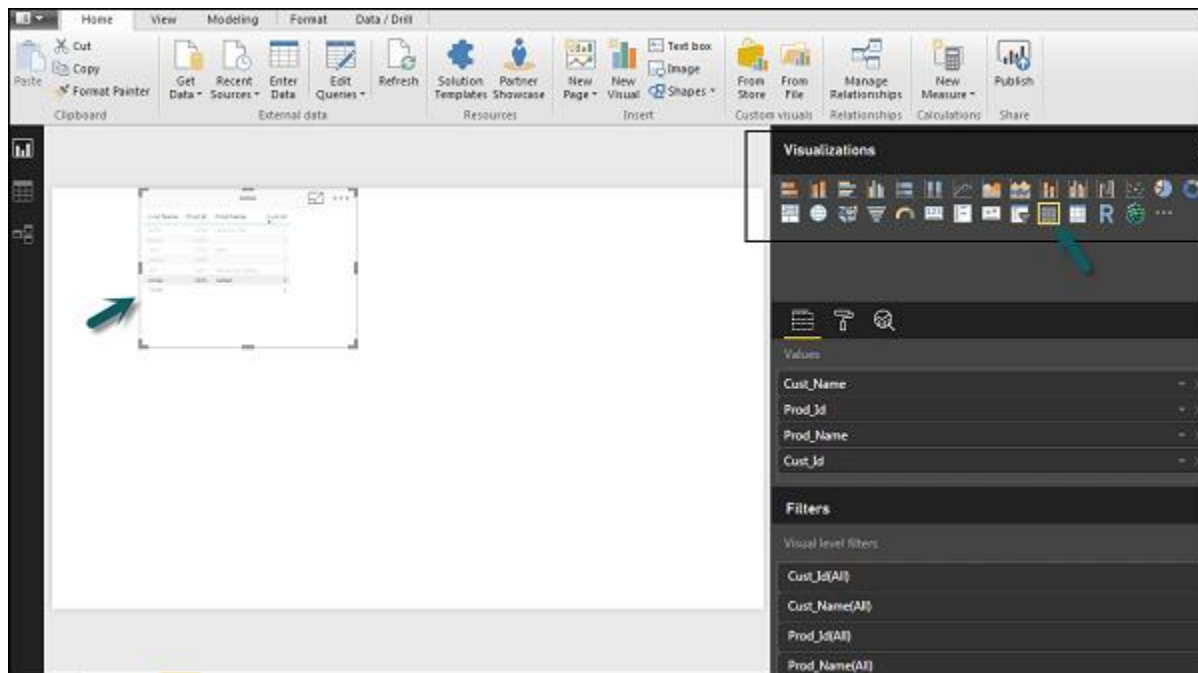 Home View Modeling Format Data / Drill
Paste
Cut
Copy
Format Painter
Get Data
Recent Sources
Enter Data
Edit Queries
Refresh
Solution Templates
Partner Showcase
New Page
New Visual
Text box
Image
Shapes
From Store
From File
Manage Relationships
New Measure
Publish
Clipboard External data Resources Insert Custom visuals Relationships Calculations Share
Visualizations
123
R
Values
Cust_Name
Prod_Id
Prod_Name
Cust_Id
Filters
Visual level filters
Cust_Id(All)
Cust_Name(All)
Prod_Id(All)
Prod_Name(All)